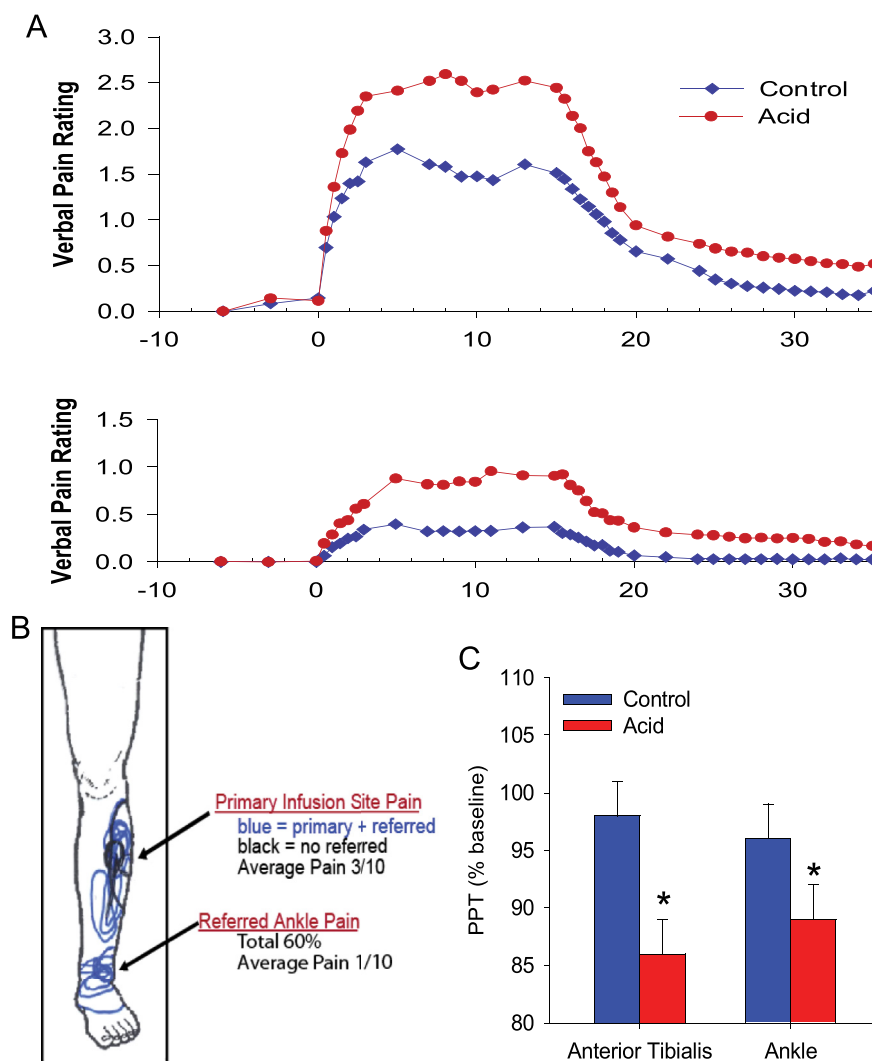 A
3.0
2.5
2.0
1.5
1.0
0.5
0.0
Verbal Pain Rating
Control
Acid
-10 0 10 20 30
1.5
1.0
0.5
0.0
Verbal Pain Rating
-10 0 10 20 30
B
Primary Infusion Site Pain
blue = primary + referred
black = no referred
Average Pain 3/10
Referred Ankle Pain
Total 60%
Average Pain 1/10
C
110
105
100
95
90
85
80
PPT (% baseline)
Control
Acid
*
*
Anterior Tibialis Ankle